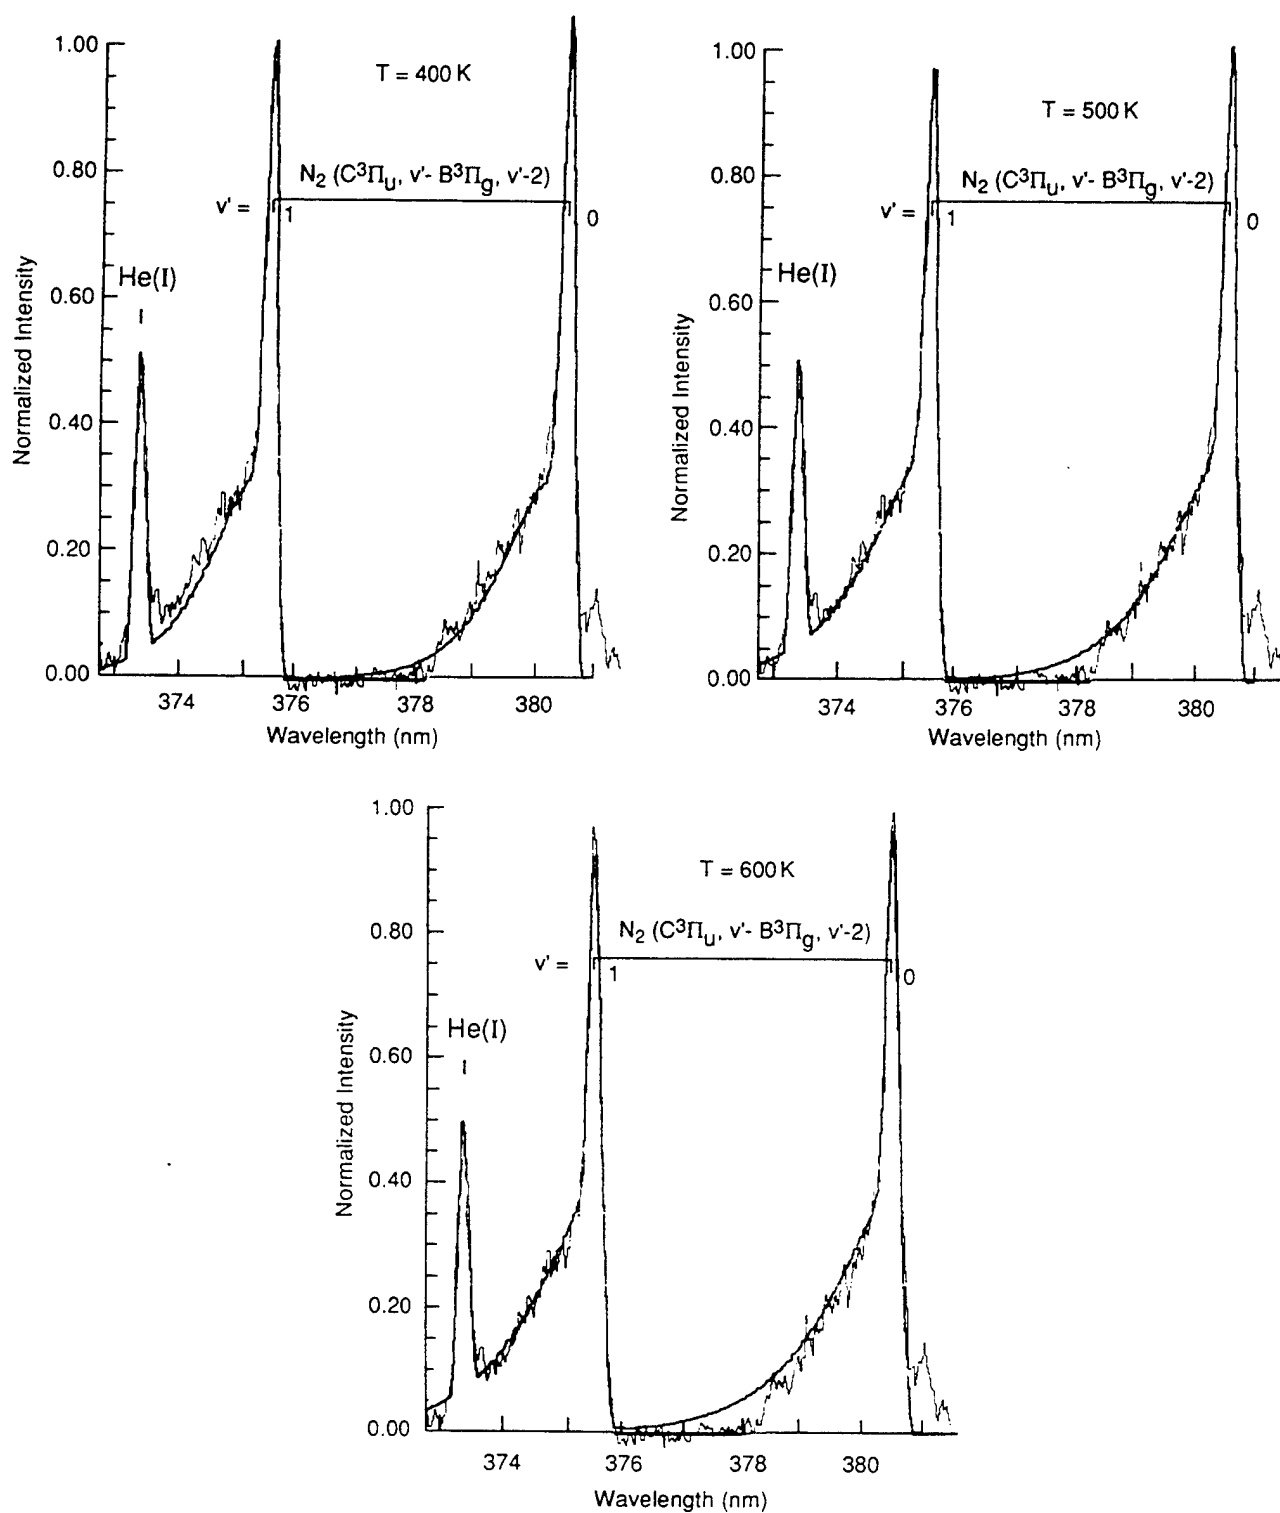 1.00
0.80
0.60
0.40
0.20
0.00
Normalized Intensity
T = 400 K
N₂ (C³Πᵤ, v'- B³Π_g, v'-2)
v' =
1
0
He(I)
374
376
378
380
Wavelength (nm)
1.00
0.80
0.60
0.40
0.20
0.00
Normalized Intensity
T = 500 K
N₂ (C³Πᵤ, v'- B³Π_g, v'-2)
v' =
1
0
He(I)
374
376
378
380
Wavelength (nm)
1.00
0.80
0.60
0.40
0.20
0.00
Normalized Intensity
T = 600 K
N₂ (C³Πᵤ, v'- B³Π_g, v'-2)
v' =
1
0
He(I)
374
376
378
380
Wavelength (nm)